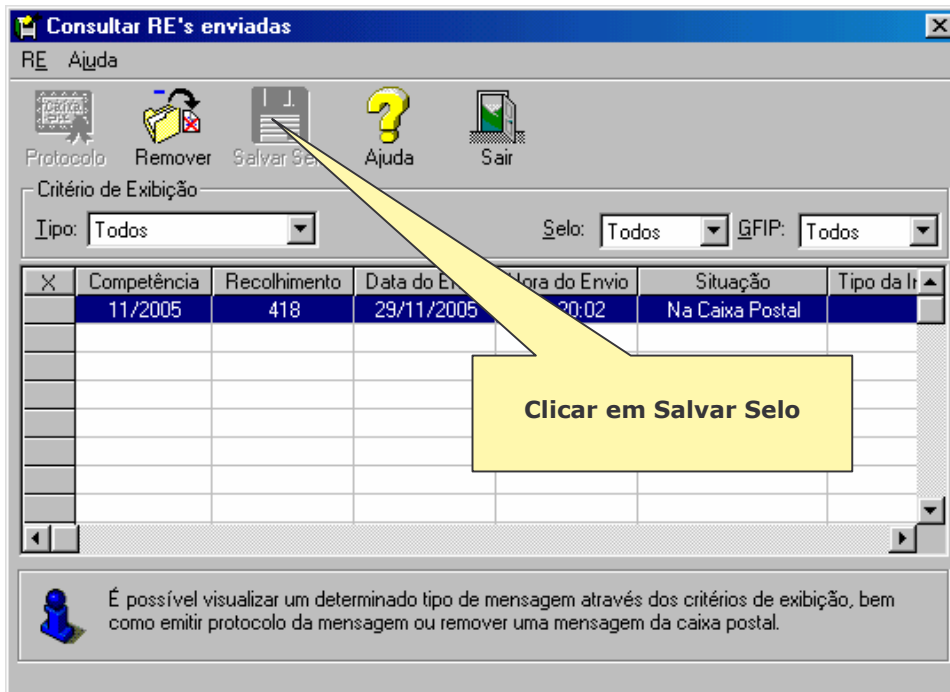 Consultar RE's enviadas
RE Ajuda
Protocolo Remover Salvar Ajuda Sair
Critério de Exibição
Tipo: Todos Selo: Todos GFIP: Todos
X Competência Recolhimento Data do Hora do Envio Situação Tipo da
11/2005 418 29/11/2005 20:02 Na Caixa Postal
Clicar em Salvar Selo
É possível visualizar um determinado tipo de mensagem através dos critérios de exibição, bem
como emitir protocolo da mensagem ou remover uma mensagem da caixa postal.